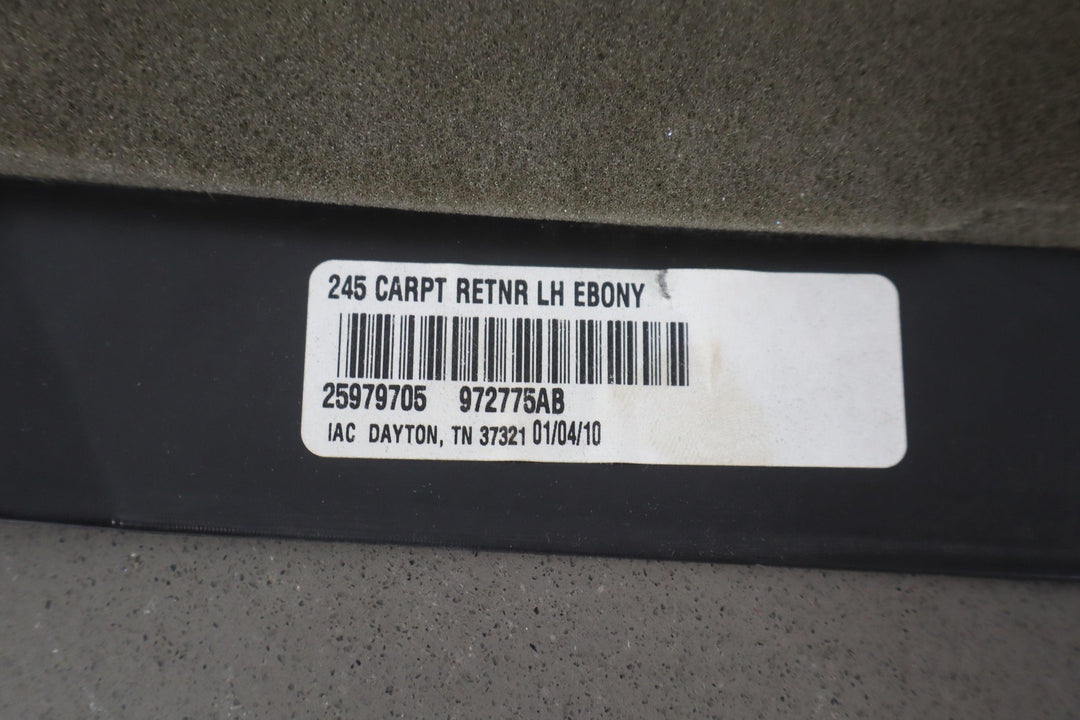 245 CARPT RETNR LH EBONY
25979705 972775AB
IAC DAYTON, TN 37321 01/04/10